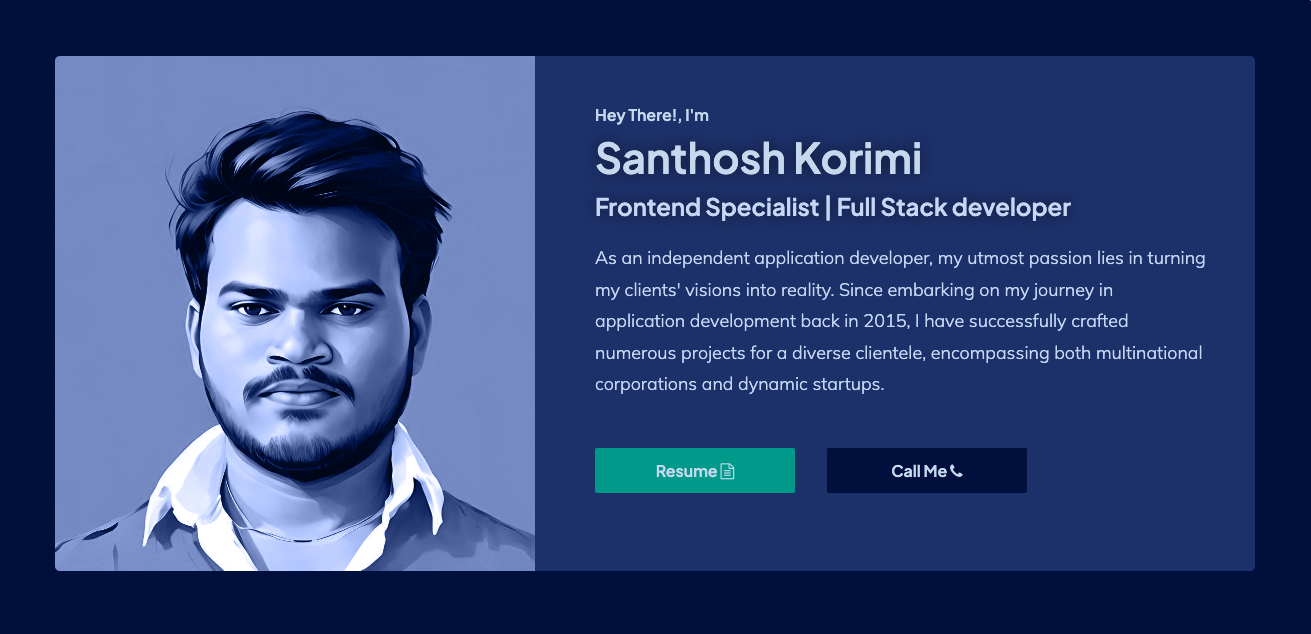 Hey There!, I'm
Santhosh Korimi
Frontend Specialist | Full Stack developer
As an independent application developer, my utmost passion lies in turning
my clients' visions into reality. Since embarking on my journey in
application development back in 2015, I have successfully crafted
numerous projects for a diverse clientele, encompassing both multinational
corporations and dynamic startups.
Resume
Call Me